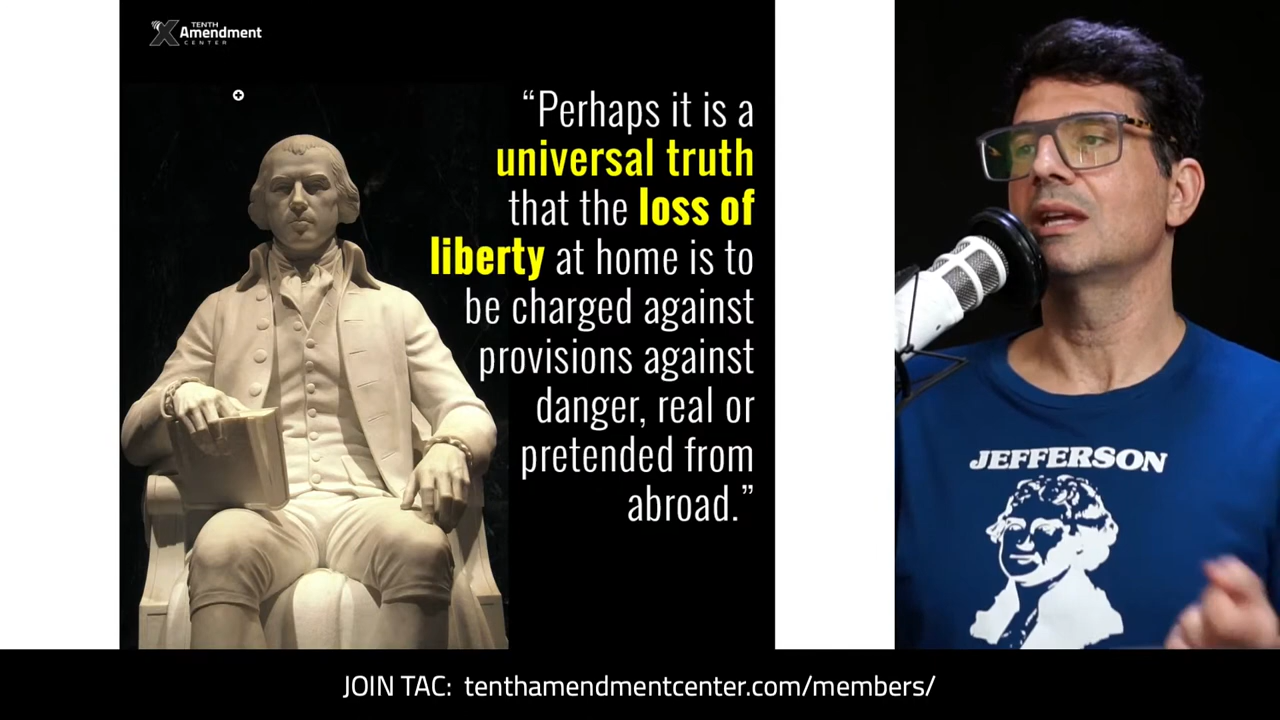 TENTH
Amendment
CENTER
“Perhaps it is a
universal truth
that the loss of
liberty at home is to
be charged against
provisions against
danger, real or
pretended from
abroad.”
JEFFERSON
JOIN TAC: tenthamendmentcenter.com/members/